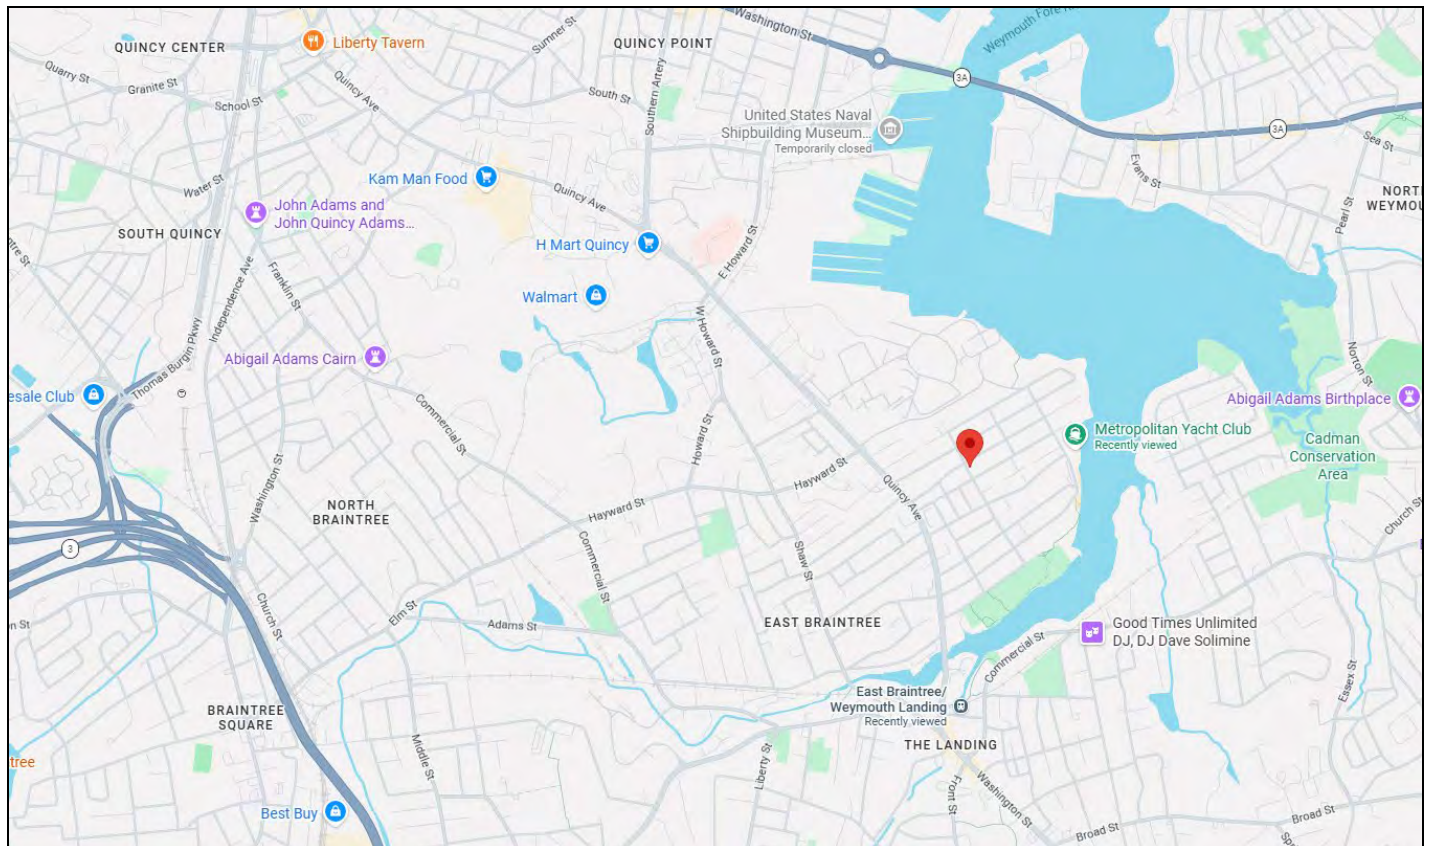 QUINCY CENTER
Liberty Tavern
Sumner St
QUINCY POINT
Washington St
Weymouth Fore
3A
Quarry St
Granite St
School St
Quincy Ave
South St
Southern Artery
United States Naval
Shipbuilding Museum...
Temporarily closed
3A
Sea St
Evans St
Kam Man Food
Water St
Quincy Ave
NORT
WEYMOU
Pearl St
John Adams and
John Quincy Adams...
SOUTH QUINCY
H Mart Quincy
E Howard St
tre St
Independence Ave
Franklin St
Walmart
W Howard St
Thomas Burgin Pkwy
Abigail Adams Cairn
Norton St
esale Club
Commercial St
Abigail Adams Birthplace
Howard St
Metropolitan Yacht Club
Recently viewed
Cadman
Conservation
Area
Washington St
Hayward St
Quincy Ave
NORTH
BRAINTREE
Hayward St
Church St
3
Commercial St
Shaw St
Church St
Elm St
Adams St
EAST BRAINTREE
Good Times Unlimited
DJ, DJ Dave Solimine
on St
Commercial St
Essex St
BRAINTREE
SQUARE
East Braintree/
Weymouth Landing
Recently viewed
THE LANDING
Middle St
tree
Liberty St
Front St
Washington St
Best Buy
Broad St
Broad St